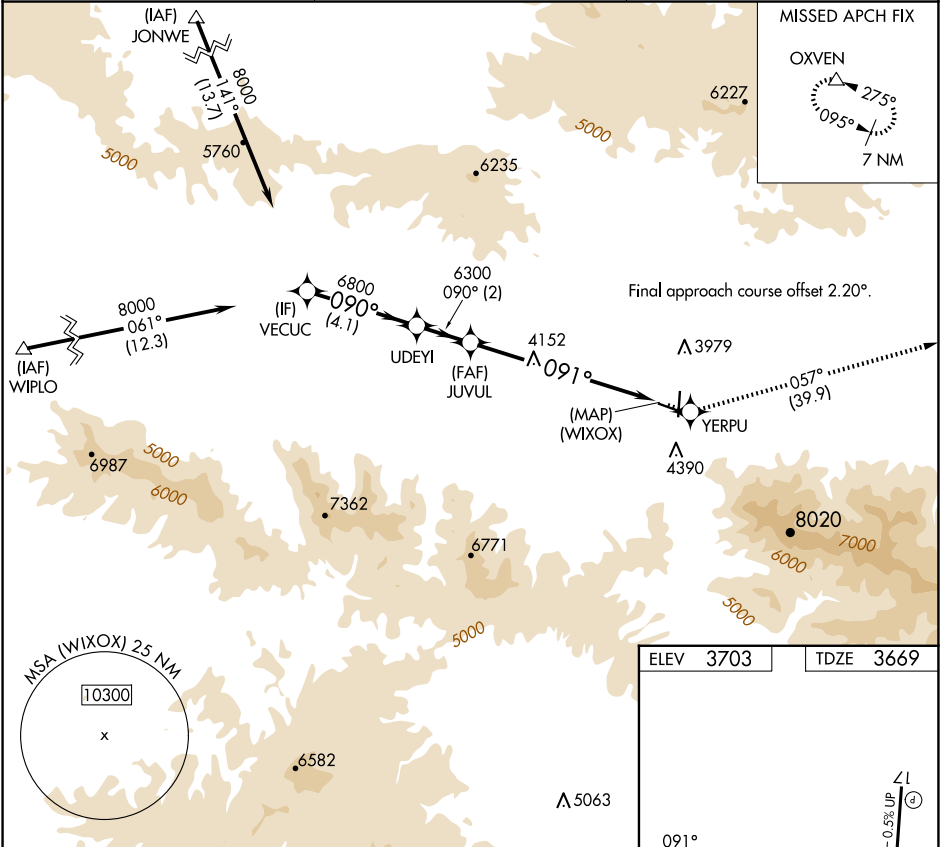 (IAF)
JONWE
8000
141°
(13.7)
MISSED APCH FIX
OXVEN
275°
095°
7 NM
6227
5000
5760
5000
6235
8000
061°
(12.3)
(IAF)
WIPLO
(IF)
VECUC
6800
090°
(4.1)
UDEYI
6300
090° (2)
(FAF)
JUVUL
Final approach course offset 2.20°.
4152
091°
3979
(MAP)
(WIXOX)
YERPU
057°
(39.9)
4390
6987
5000
6000
7362
6771
8020
7000
6000
5000
5000
MSA (WIXOX) 25 NM
10300
x
6582
5063
ELEV 3703
TDZE 3669
17
P
0.5% UP
091°